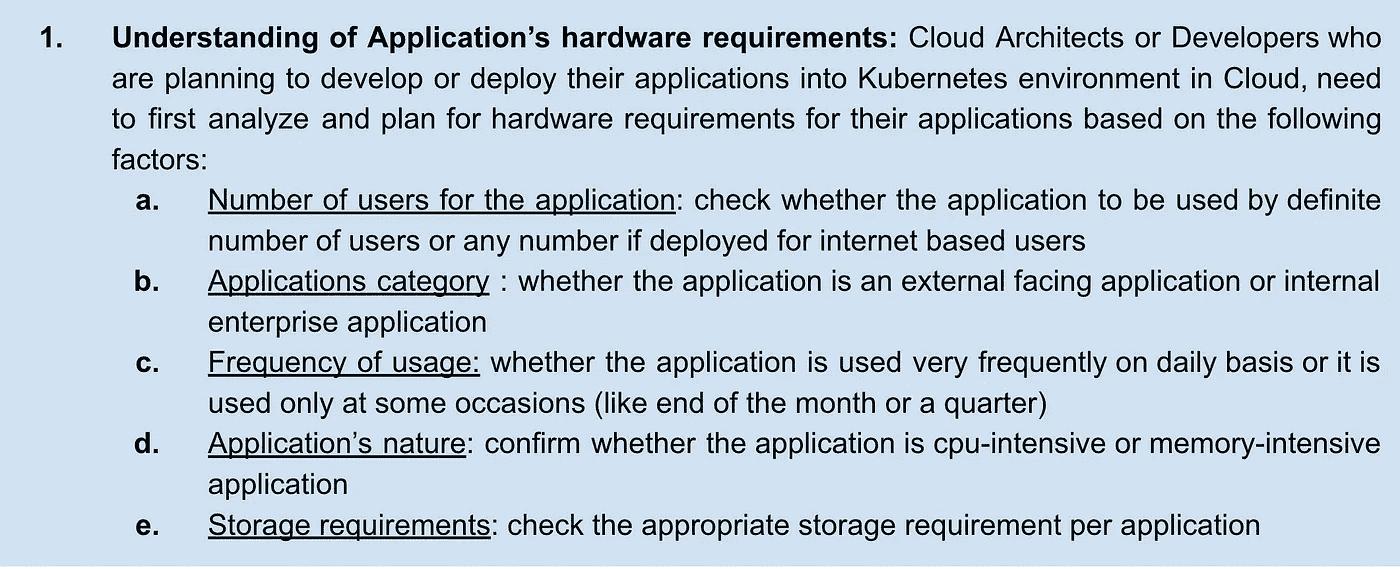 1. Understanding of Application’s hardware requirements: Cloud Architects or Developers who
are planning to develop or deploy their applications into Kubernetes environment in Cloud, need
to first analyze and plan for hardware requirements for their applications based on the following
factors:
a. Number of users for the application: check whether the application to be used by definite
number of users or any number if deployed for internet based users
b. Applications category : whether the application is an external facing application or internal
enterprise application
c. Frequency of usage: whether the application is used very frequently on daily basis or it is
used only at some occasions (like end of the month or a quarter)
d. Application’s nature: confirm whether the application is cpu-intensive or memory-intensive
application
e. Storage requirements: check the appropriate storage requirement per application